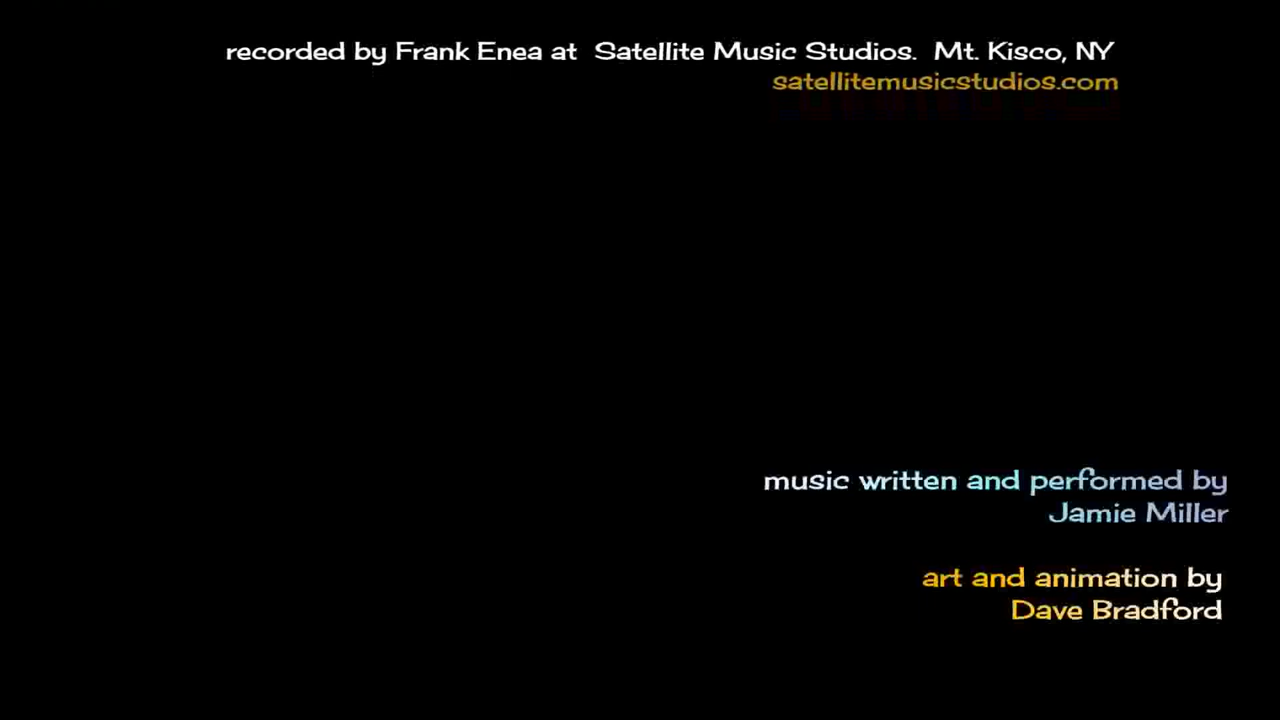 recorded by Frank Enea at Satellite Music Studios. Mt. Kisco, NY
satellitemusicstudios.com
music written and performed by
Jamie Miller
art and animation by
Dave Bradford